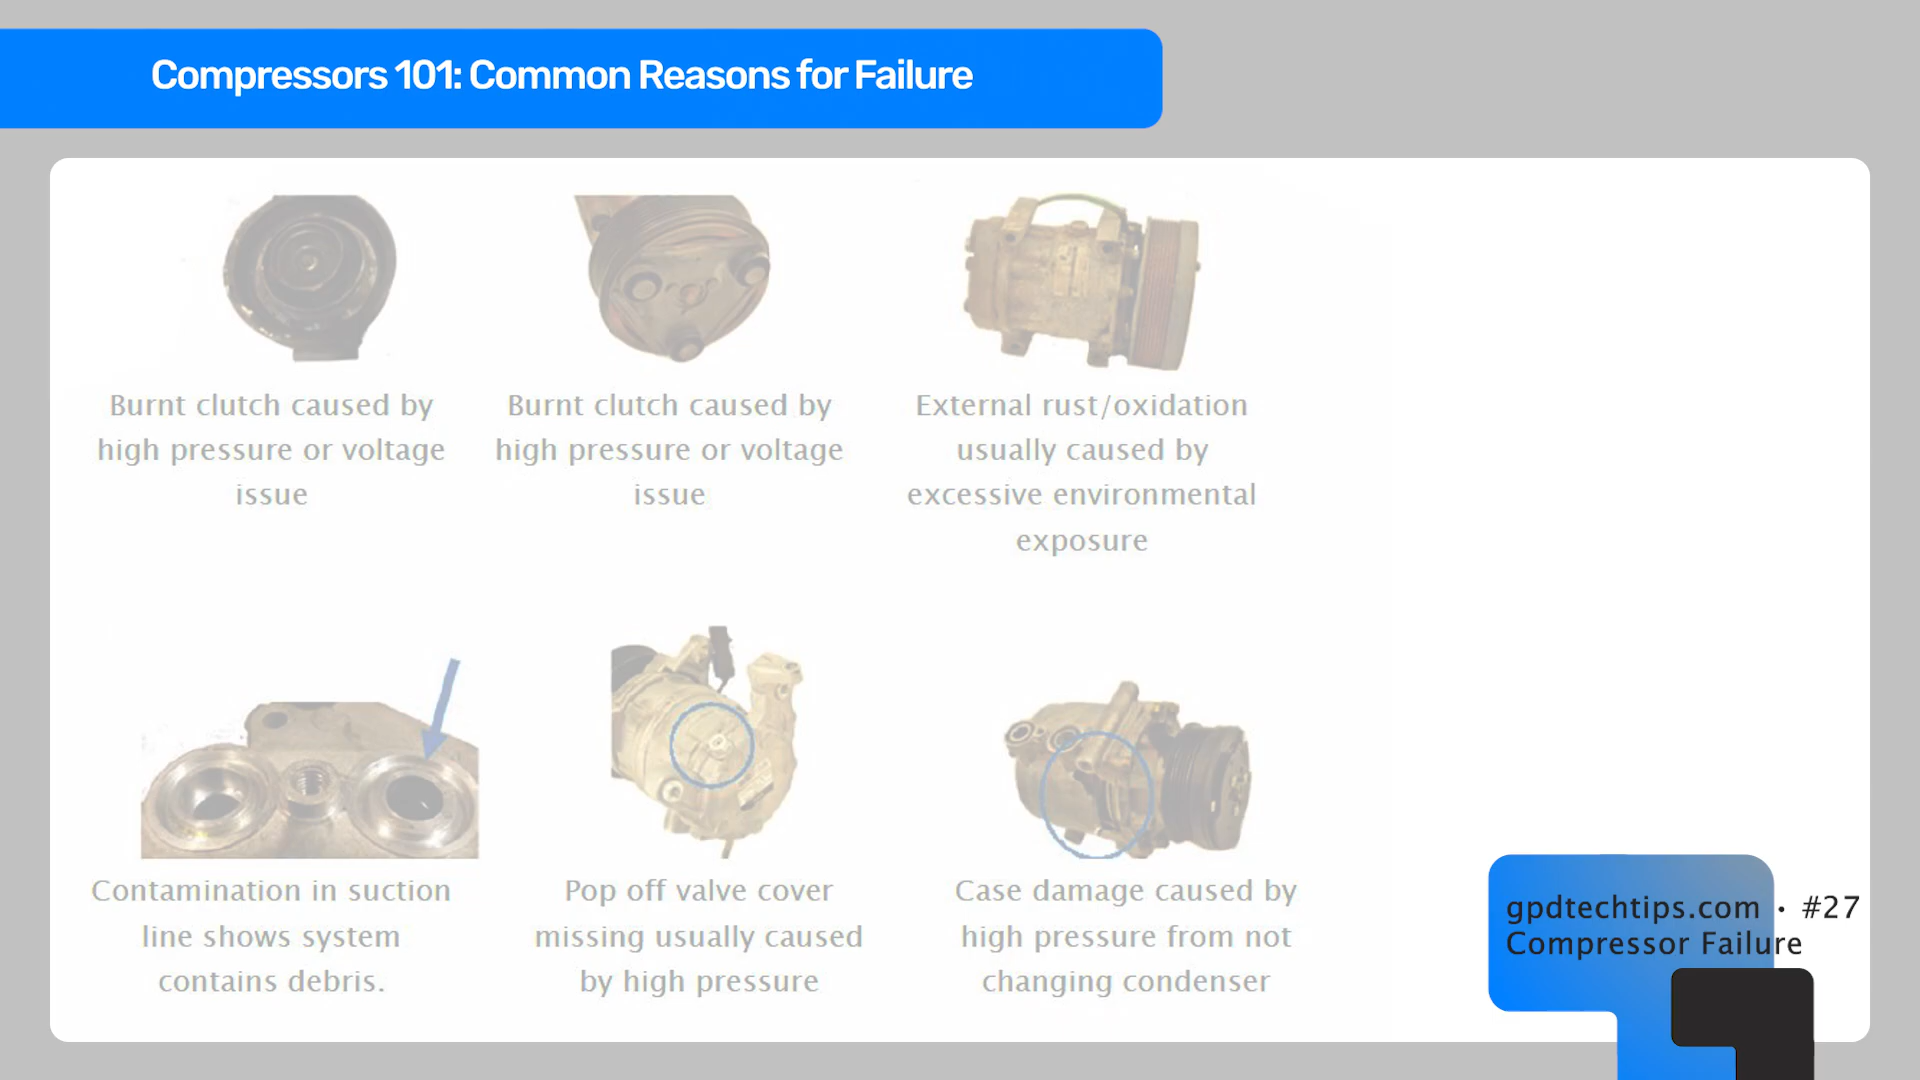 Compressors 101: Common Reasons for Failure
Burnt clutch caused by
high pressure or voltage
issue
Burnt clutch caused by
high pressure or voltage
issue
External rust/oxidation
usually caused by
excessive environmental
exposure
Contamination in suction
line shows system
contains debris.
Pop off valve cover
missing usually caused
by high pressure
Case damage caused by
high pressure from not
changing condenser
gpdtechtips.com · #27
Compressor Failure